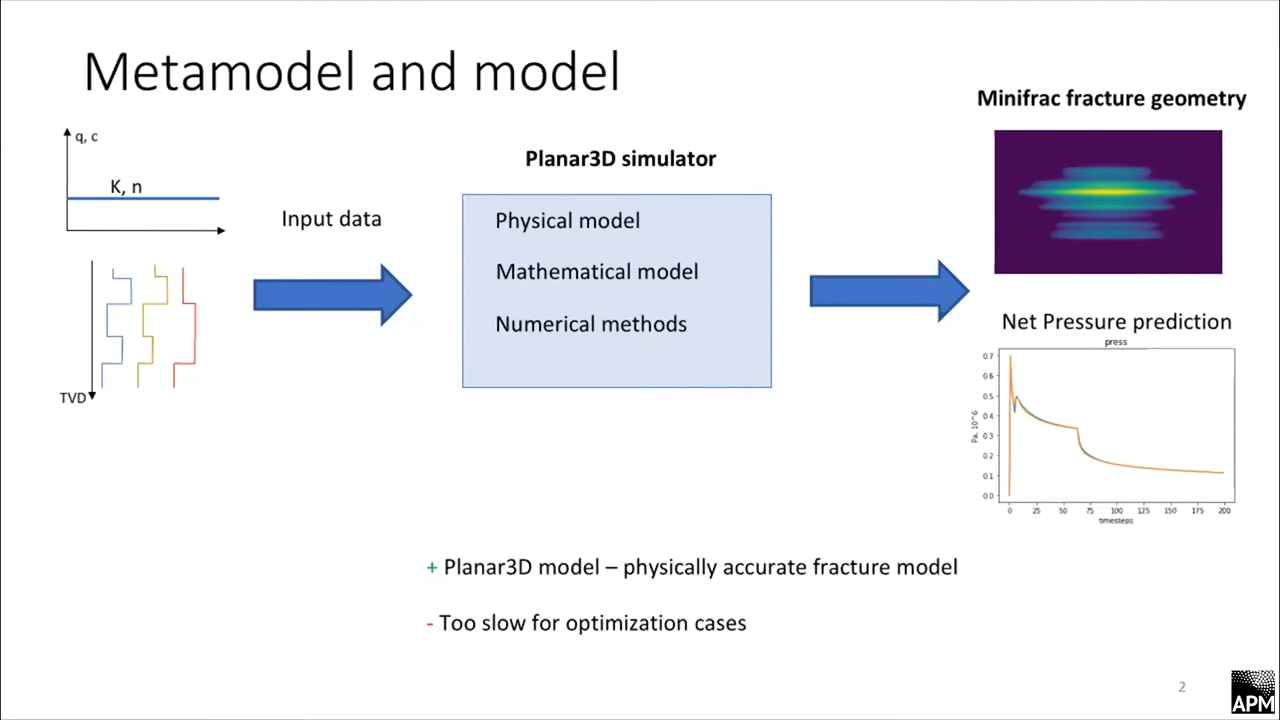 Metamodel and model
Minifrac fracture geometry
q, c
K, n
Planar3D simulator
Input data
Physical model
Mathematical model
Numerical methods
TVD
Net Pressure prediction
press
Pa, 10^6
0.7
0.6
0.5
0.4
0.3
0.2
0.1
0.0
0 25 50 75 100 125 150 175 200
timesteps
+ Planar3D model – physically accurate fracture model
- Too slow for optimization cases
2
APM